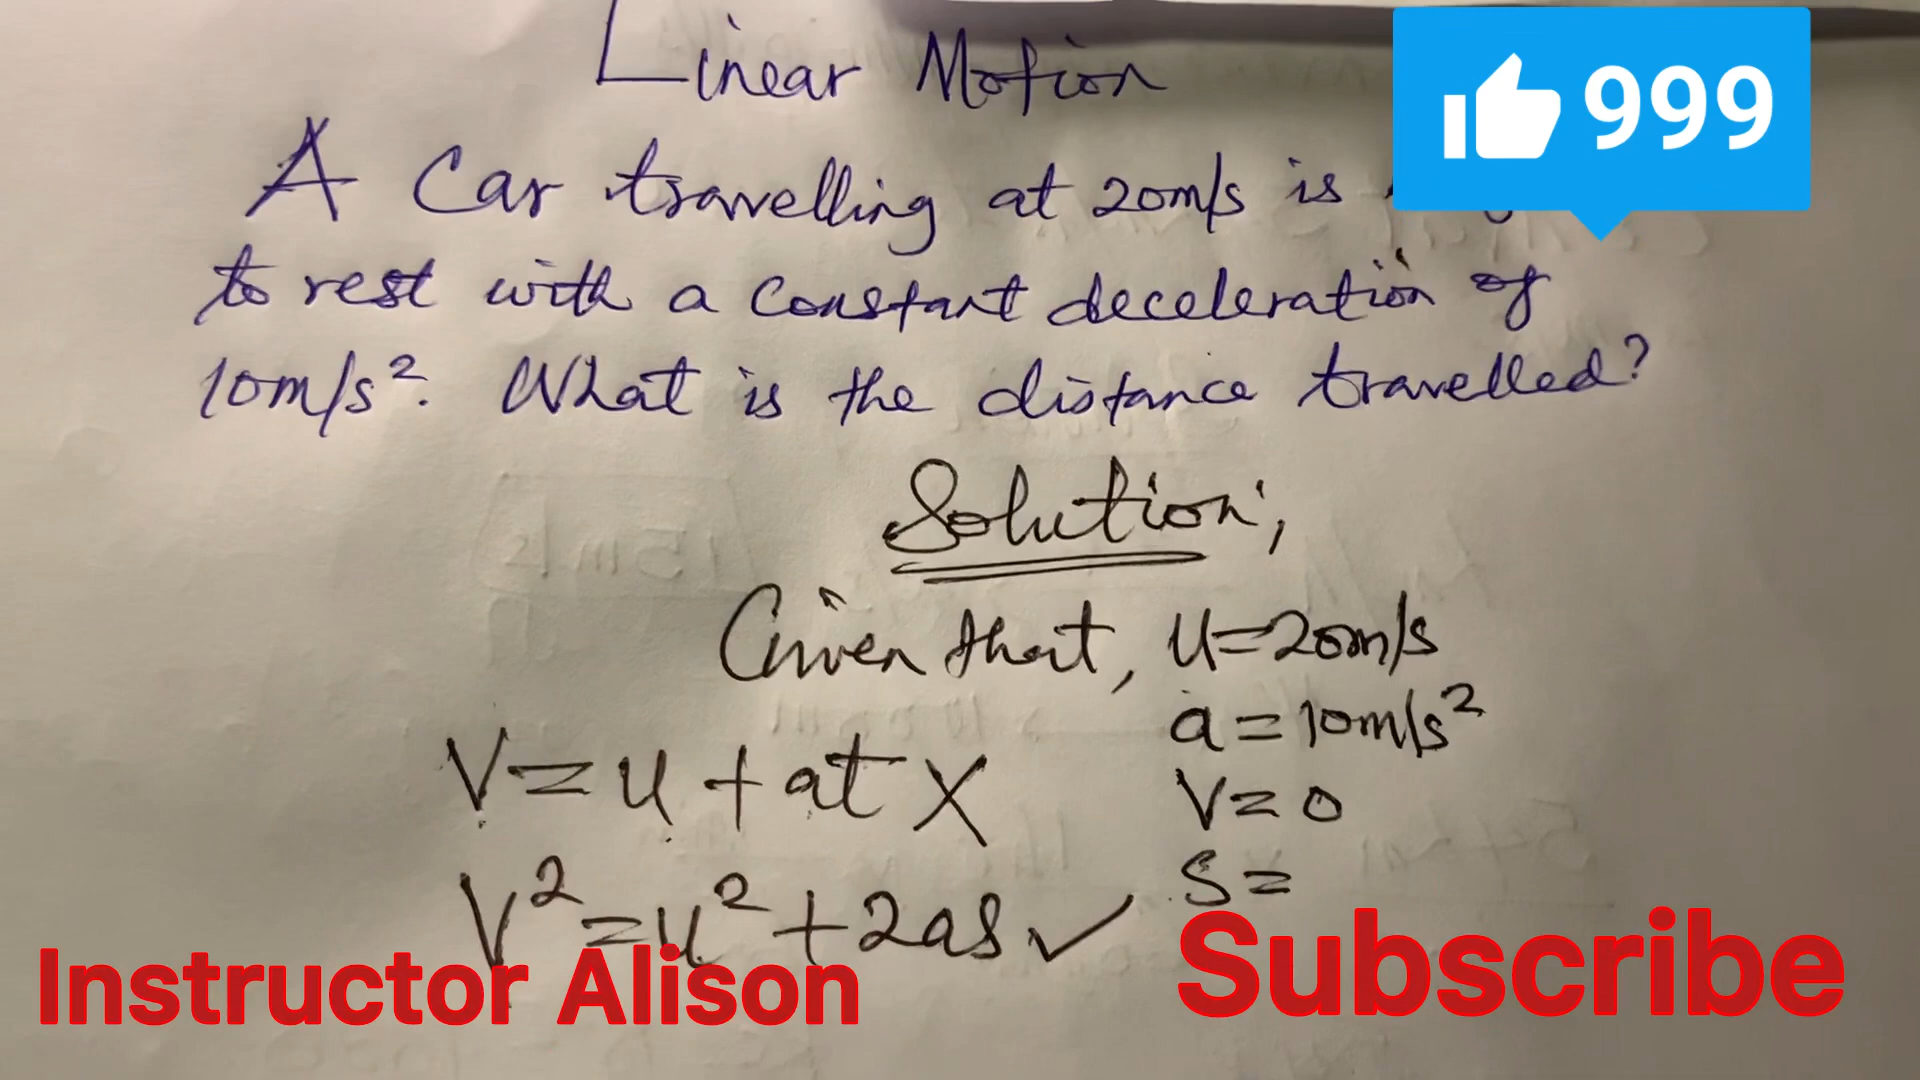 Linear Motion
999
A Car travelling at 20m/s is
to rest with a constant deceleration of
10m/s². What is the distance travelled?
Solution;
Given that, u=20m/s
a=10m/s²
V=u+at X
V=0
V²=u²+2as✓
S=
Instructor Alison
Subscribe